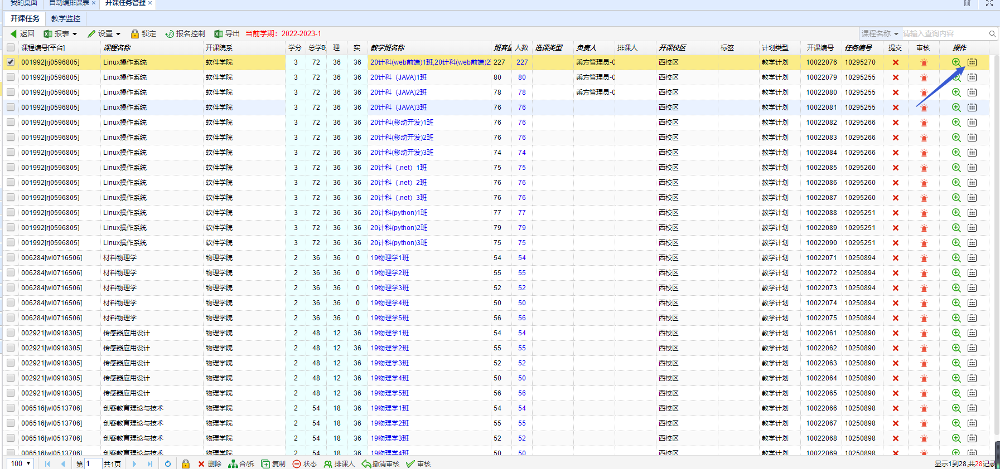 我的桌面 自动编排课表 × 开课任务管理 ×
开课任务 教学监控
返回 报表 设置 锁定 报名控制 导出 当前学期：2022-2023-1 课程名称 请输入查询内容
课程编号[平台] 课程名称 开课院系 学分 总学时 理 实 教学班名称 班容量 人数 选课类型 负责人 排课人 开课校区 标签 计划类型 开课编号 任务编号 提交 审核 操作
001992[rj0596805] Linux操作系统 软件学院 3 72 36 36 20计科(web前端)1班,20计科(web前端)2 227 227 乘方管理员-0 西校区 教学计划 10022076 10295270
001992[rj0596805] Linux操作系统 软件学院 3 72 36 36 20计科（JAVA)1班 80 80 乘方管理员-0 西校区 教学计划 10022079 10295255
001992[rj0596805] Linux操作系统 软件学院 3 72 36 36 20计科（JAVA)2班 78 78 乘方管理员-0 西校区 教学计划 10022080 10295255
001992[rj0596805] Linux操作系统 软件学院 3 72 36 36 20计科（JAVA)3班 76 76 西校区 教学计划 10022081 10295255
001992[rj0596805] Linux操作系统 软件学院 3 72 36 36 20计科(移动开发)1班 76 76 西校区 教学计划 10022082 10295266
001992[rj0596805] Linux操作系统 软件学院 3 72 36 36 20计科(移动开发)2班 76 76 西校区 教学计划 10022083 10295266
001992[rj0596805] Linux操作系统 软件学院 3 72 36 36 20计科(移动开发)3班 74 74 西校区 教学计划 10022084 10295266
001992[rj0596805] Linux操作系统 软件学院 3 72 36 36 20计科（.net）1班 75 75 西校区 教学计划 10022085 10295260
001992[rj0596805] Linux操作系统 软件学院 3 72 36 36 20计科（.net）2班 76 76 西校区 教学计划 10022086 10295260
001992[rj0596805] Linux操作系统 软件学院 3 72 36 36 20计科（.net）3班 76 76 西校区 教学计划 10022087 10295260
001992[rj0596805] Linux操作系统 软件学院 3 72 36 36 20计科(python)1班 77 77 西校区 教学计划 10022088 10295251
001992[rj0596805] Linux操作系统 软件学院 3 72 36 36 20计科(python)2班 79 79 西校区 教学计划 10022089 10295251
001992[rj0596805] Linux操作系统 软件学院 3 72 36 36 20计科(python)3班 75 75 西校区 教学计划 10022090 10295251
006284[wl0716506] 材料物理学 物理学院 2 36 36 0 19物理学1班 54 54 西校区 教学计划 10022071 10250894
006284[wl0716506] 材料物理学 物理学院 2 36 36 0 19物理学2班 55 55 西校区 教学计划 10022072 10250894
006284[wl0716506] 材料物理学 物理学院 2 36 36 0 19物理学3班 52 52 西校区 教学计划 10022073 10250894
006284[wl0716506] 材料物理学 物理学院 2 36 36 0 19物理学4班 50 50 西校区 教学计划 10022074 10250894
006284[wl0716506] 材料物理学 物理学院 2 36 36 0 19物理学5班 56 56 西校区 教学计划 10022075 10250894
002921[wl0918305] 传感器应用设计 物理学院 2 48 12 36 19物理学1班 54 54 西校区 教学计划 10022061 10250890
002921[wl0918305] 传感器应用设计 物理学院 2 48 12 36 19物理学2班 55 55 西校区 教学计划 10022062 10250890
002921[wl0918305] 传感器应用设计 物理学院 2 48 12 36 19物理学3班 52 52 西校区 教学计划 10022063 10250890
002921[wl0918305] 传感器应用设计 物理学院 2 48 12 36 19物理学4班 50 50 西校区 教学计划 10022064 10250890
002921[wl0918305] 传感器应用设计 物理学院 2 48 12 36 19物理学5班 56 56 西校区 教学计划 10022065 10250890
006516[wl0513706] 创客教育理论与技术 物理学院 2 54 18 36 19物理学1班 54 54 西校区 教学计划 10022066 10250898
006516[wl0513706] 创客教育理论与技术 物理学院 2 54 18 36 19物理学2班 55 55 西校区 教学计划 10022067 10250898
006516[wl0513706] 创客教育理论与技术 物理学院 2 54 18 36 19物理学3班 52 52 西校区 教学计划 10022068 10250898
006516[wl0513706] 创客教育理论与技术 物理学院 2 54 18 36 19物理学4班 50 50 西校区 教学计划 10022069 10250898
100 第 1 共1页 删除 合/拆 复制 状态 排课人 撤消审核 审核 显示1到28,共28记录